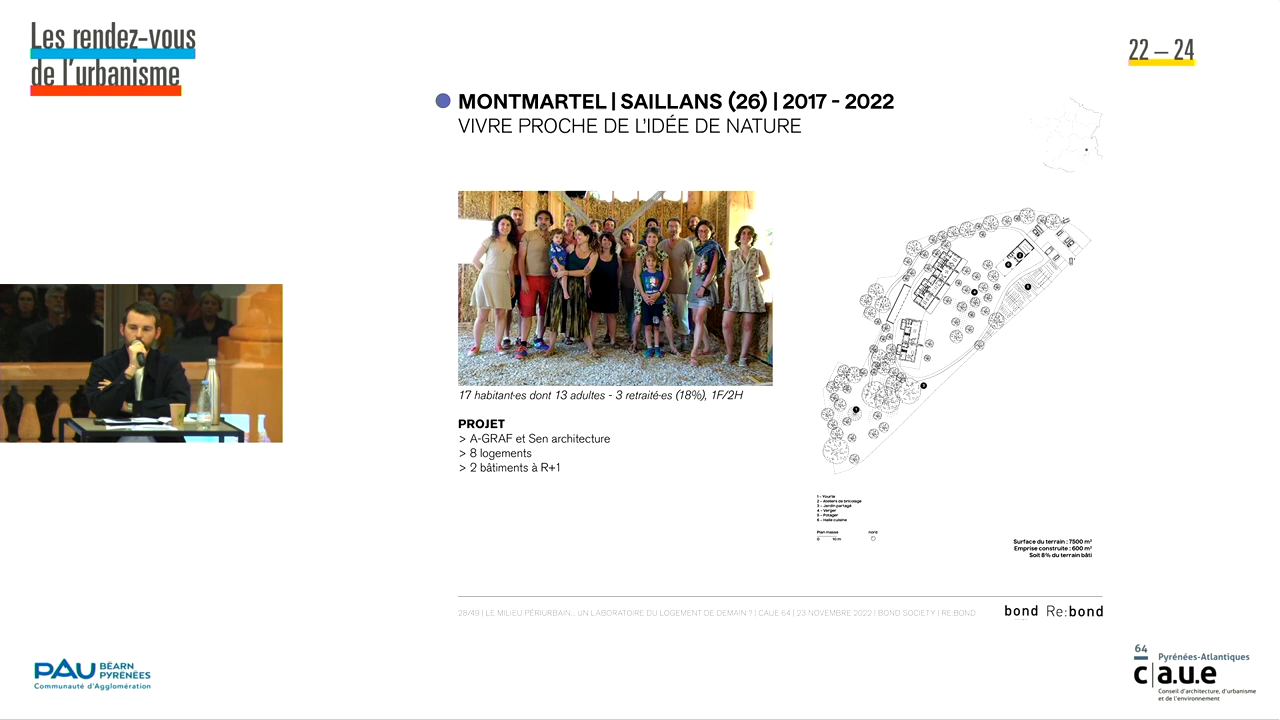 Les rendez-vous
de l'urbanisme
22 – 24
MONTMARTEL | SAILLANS (26) | 2017 - 2022
VIVRE PROCHE DE L'IDÉE DE NATURE
17 habitant·es dont 13 adultes - 3 retraité·es (18%), 1F/2H
PROJET
> A-GRAF et Sen architecture
> 8 logements
> 2 bâtiments à R+1
1 - Yourte
2 - Ateliers de bricolage
3 - Jardin partagé
4 - Verger
5 - Potager
6 - Halle cuisine
Plan masse
nord
0 10 m
Surface du terrain : 7500 m²
Emprise construite : 600 m²
Soit 8% du terrain bâti
28/49 | LE MILIEU PÉRIURBAIN... UN LABORATOIRE DU LOGEMENT DE DEMAIN ? | CAUE 64 | 23 NOVEMBRE 2022 | BOND SOCIETY | RE:BOND
bond Re:bond
PAU BÉARN
PYRÉNÉES
Communauté d'Agglomération
64
Pyrénées-Atlantiques
c|a.u.e
Conseil d'architecture, d'urbanisme
et de l'environnement